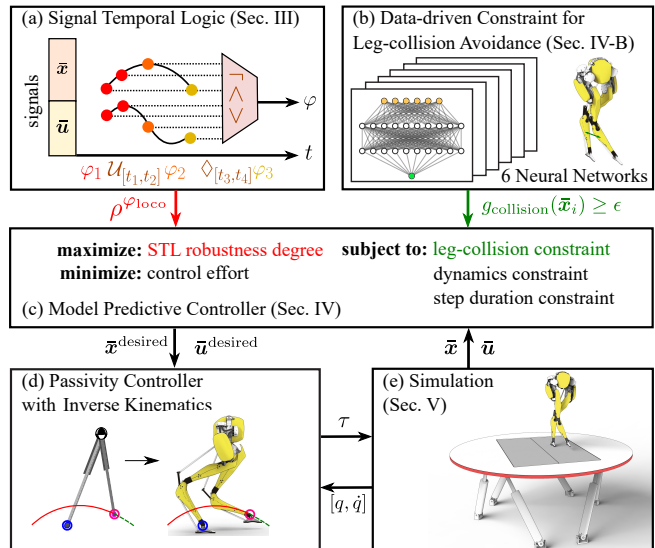 (a) Signal Temporal Logic (Sec. III)
signals
x̄
ū
¬
∧
∨
φ
t
φ₁ 𝒰[t₁,t₂] φ₂ ◊[t₃,t₄] φ₃
(b) Data-driven Constraint for
Leg-collision Avoidance (Sec. IV-B)
6 Neural Networks
ρ^φloco
g_collision(x̄ᵢ) ≥ ϵ
maximize: STL robustness degree
minimize: control effort
subject to: leg-collision constraint
dynamics constraint
step duration constraint
(c) Model Predictive Controller (Sec. IV)
x̄^desired ū^desired
x̄ ū
(d) Passivity Controller
with Inverse Kinematics
τ
[q, q̇]
(e) Simulation
(Sec. V)